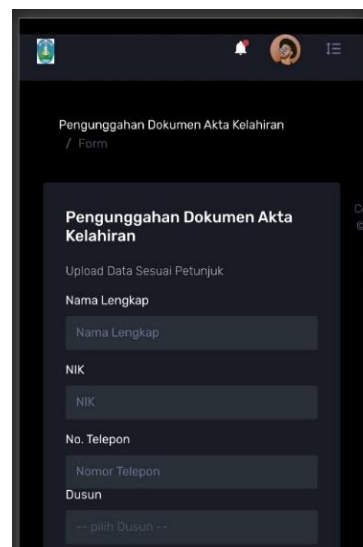 Pengunggahan Dokumen Akta Kelahiran
/ Form
Pengunggahan Dokumen Akta
Kelahiran
Upload Data Sesuai Petunjuk
Nama Lengkap
Nama Lengkap
NIK
NIK
No. Telepon
Nomor Telepon
Dusun
-- pilih Dusun --